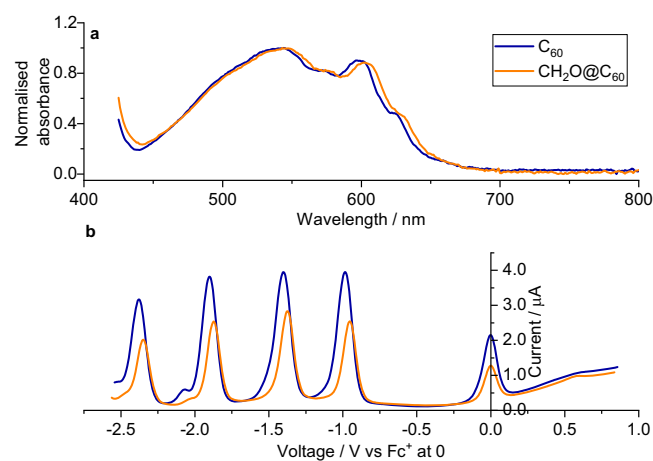 a
C₆₀
CH₂O@C₆₀
Normalised
absorbance
1.2
0.8
0.4
0.0
400 500 600 700 800
Wavelength / nm
b
4.0
3.0
2.0
1.0
0.0
Current / μA
-2.5 -2.0 -1.5 -1.0 -0.5 0.0 0.5 1.0
Voltage / V vs Fc⁺ at 0